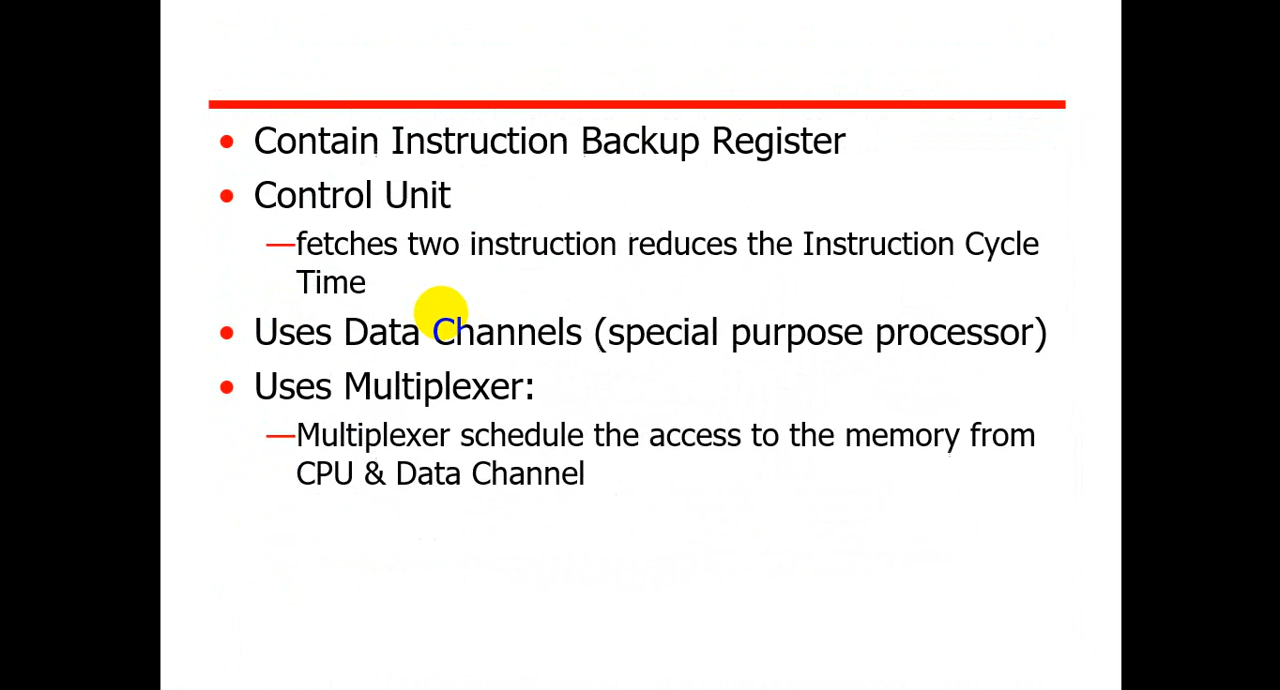 • Contain Instruction Backup Register
• Control Unit
—fetches two instruction reduces the Instruction Cycle
Time
• Uses Data Channels (special purpose processor)
• Uses Multiplexer:
—Multiplexer schedule the access to the memory from
CPU & Data Channel